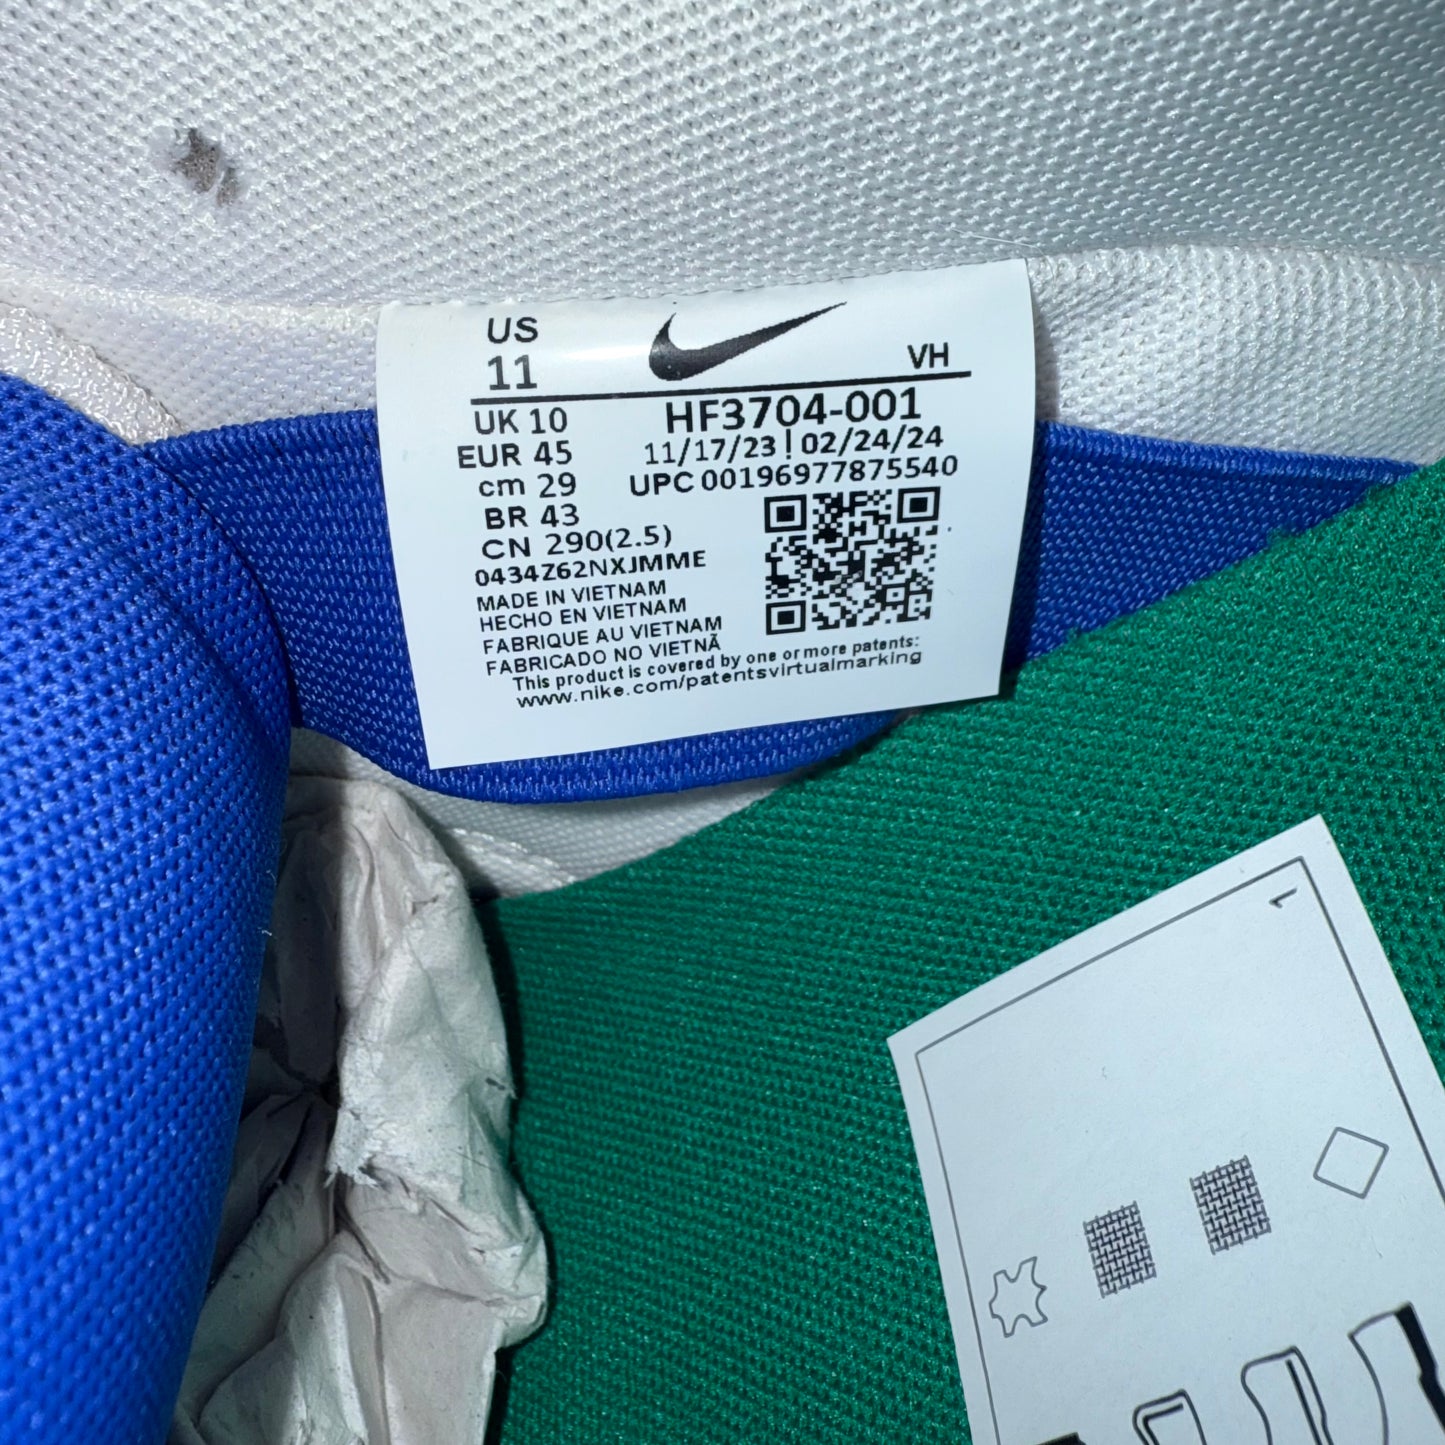 US
11
VH
UK 10
EUR 45
cm 29
BR 43
CN 290(2.5)
HF3704-001
11/17/23 | 02/24/24
UPC 00196977875540
0434Z62NXJMME
MADE IN VIETNAM
HECHO EN VIETNAM
FABRIQUE AU VIETNAM
FABRICADO NO VIETNÃ
This product is covered by one or more patents:
www.nike.com/patentsvirtualmarking
1